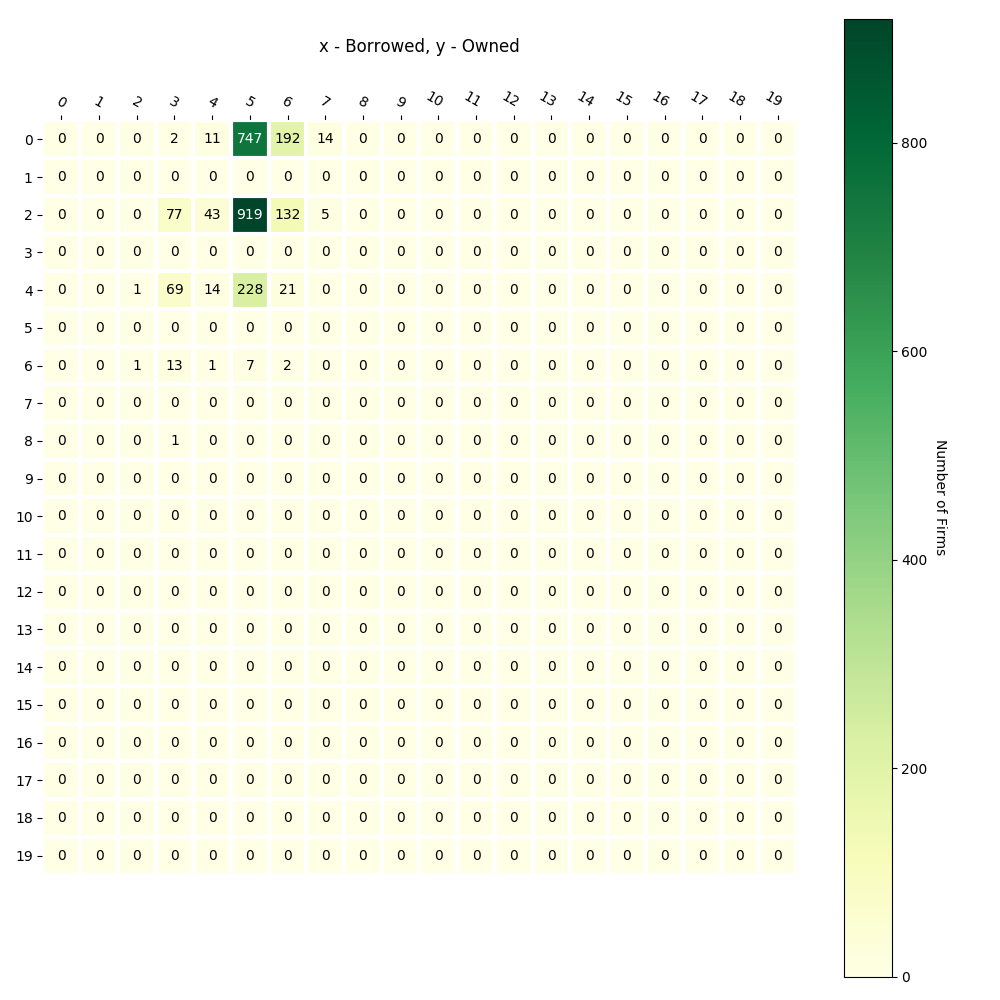 x - Borrowed, y - Owned
0 1 2 3 4 5 6 7 8 9 10 11 12 13 14 15 16 17 18 19
0 0 0 0 2 11 747 192 14 0 0 0 0 0 0 0 0 0 0 0 0
1 0 0 0 0 0 0 0 0 0 0 0 0 0 0 0 0 0 0 0 0
2 0 0 0 77 43 919 132 5 0 0 0 0 0 0 0 0 0 0 0 0
3 0 0 0 0 0 0 0 0 0 0 0 0 0 0 0 0 0 0 0 0
4 0 0 1 69 14 228 21 0 0 0 0 0 0 0 0 0 0 0 0 0
5 0 0 0 0 0 0 0 0 0 0 0 0 0 0 0 0 0 0 0 0
6 0 0 1 13 1 7 2 0 0 0 0 0 0 0 0 0 0 0 0 0
7 0 0 0 0 0 0 0 0 0 0 0 0 0 0 0 0 0 0 0 0
8 0 0 0 1 0 0 0 0 0 0 0 0 0 0 0 0 0 0 0 0
9 0 0 0 0 0 0 0 0 0 0 0 0 0 0 0 0 0 0 0 0
10 0 0 0 0 0 0 0 0 0 0 0 0 0 0 0 0 0 0 0 0
11 0 0 0 0 0 0 0 0 0 0 0 0 0 0 0 0 0 0 0 0
12 0 0 0 0 0 0 0 0 0 0 0 0 0 0 0 0 0 0 0 0
13 0 0 0 0 0 0 0 0 0 0 0 0 0 0 0 0 0 0 0 0
14 0 0 0 0 0 0 0 0 0 0 0 0 0 0 0 0 0 0 0 0
15 0 0 0 0 0 0 0 0 0 0 0 0 0 0 0 0 0 0 0 0
16 0 0 0 0 0 0 0 0 0 0 0 0 0 0 0 0 0 0 0 0
17 0 0 0 0 0 0 0 0 0 0 0 0 0 0 0 0 0 0 0 0
18 0 0 0 0 0 0 0 0 0 0 0 0 0 0 0 0 0 0 0 0
19 0 0 0 0 0 0 0 0 0 0 0 0 0 0 0 0 0 0 0 0
800
600
400
200
0
Number of Firms